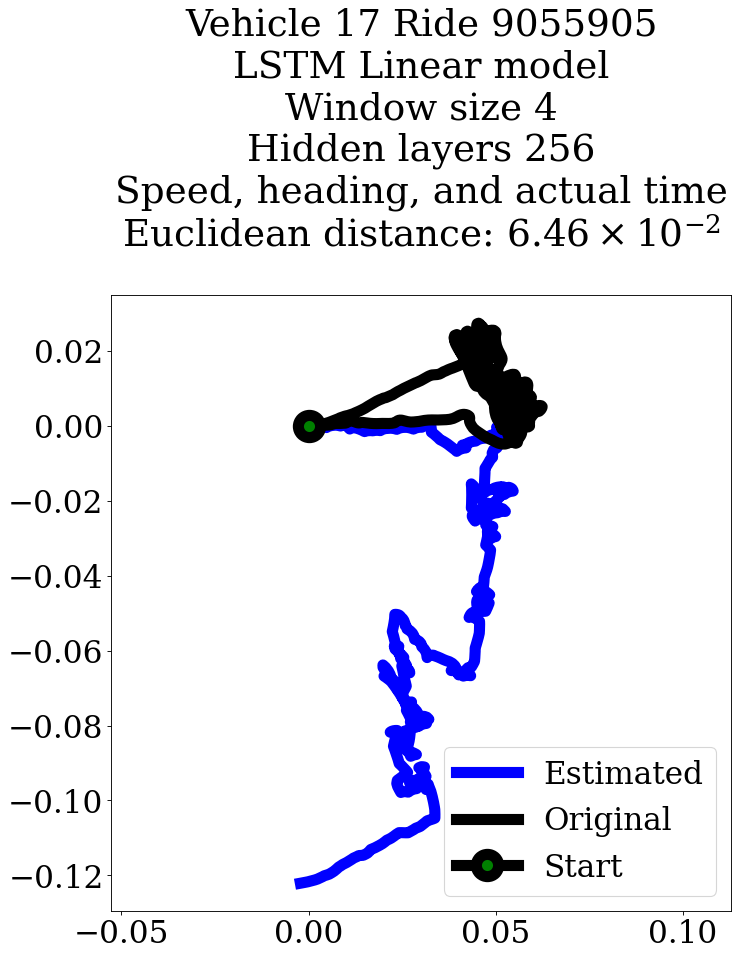 Vehicle 17 Ride 9055905
LSTM Linear model
Window size 4
Hidden layers 256
Speed, heading, and actual time
Euclidean distance: 6.46 × 10⁻²
0.02
0.00
−0.02
−0.04
−0.06
−0.08
−0.10
−0.12
Estimated
Original
Start
−0.05 0.00 0.05 0.10